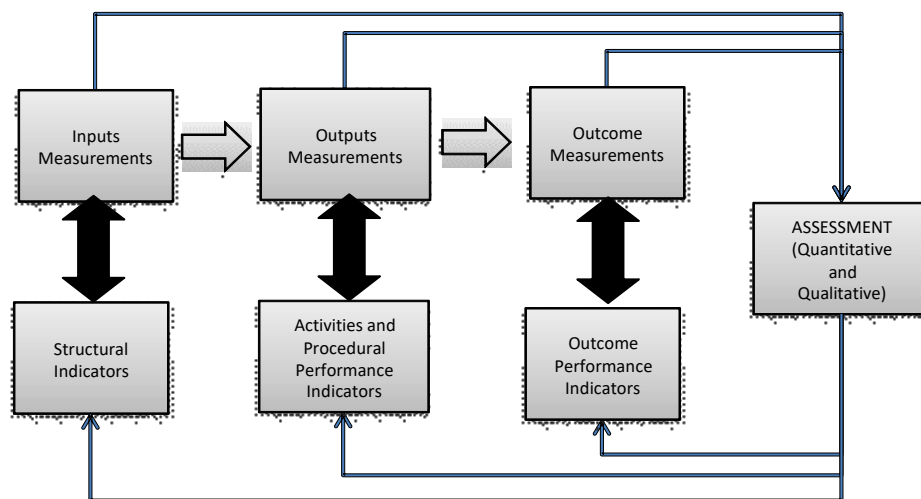 Inputs
Measurements
Outputs
Measurements
Outcome
Measurements
ASSESSMENT
(Quantitative
and
Qualitative)
Structural
Indicators
Activities and
Procedural
Performance
Indicators
Outcome
Performance
Indicators